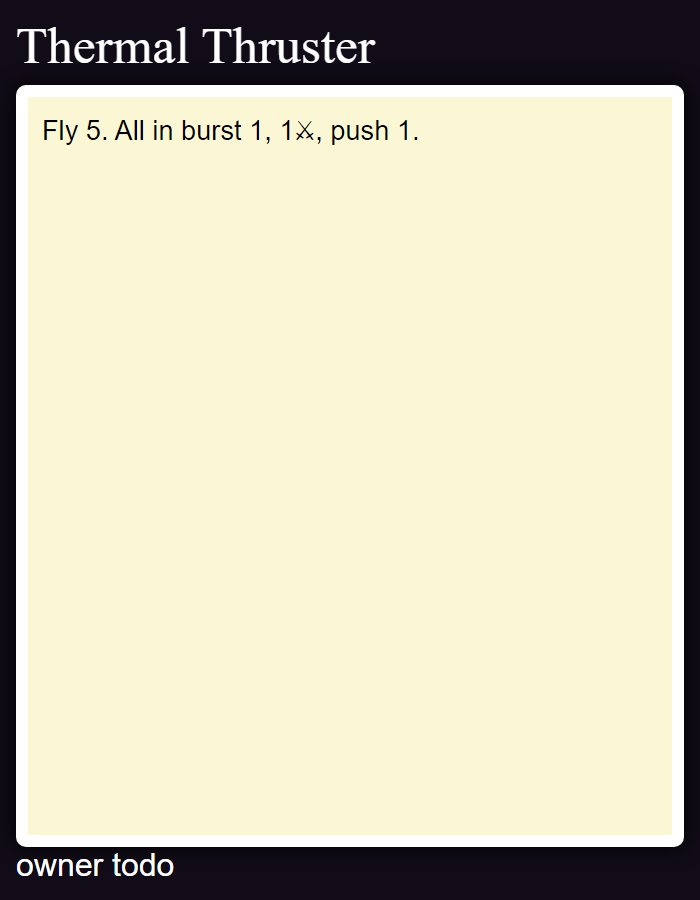 Thermal Thruster
Fly 5. All in burst 1, 1⚔, push 1.
owner todo